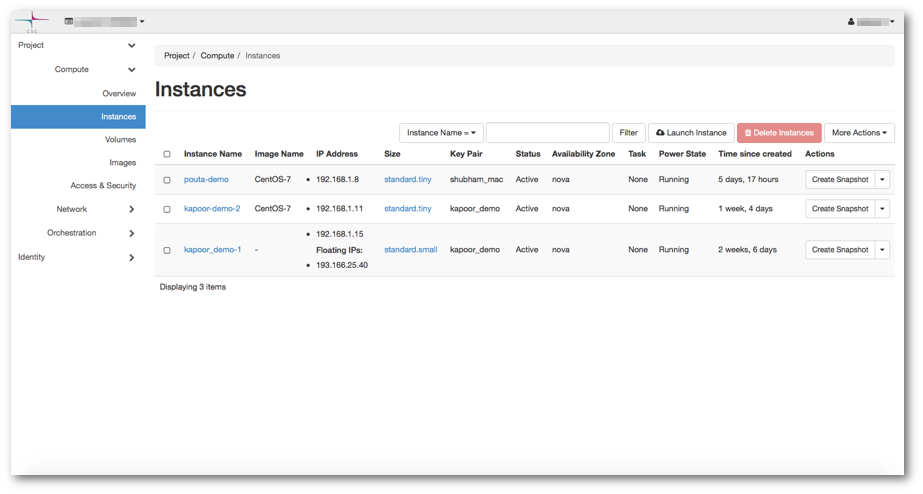 CSC
Project
Compute
Overview
Instances
Volumes
Images
Access & Security
Network
Orchestration
Identity
Project / Compute / Instances
Instances
Instance Name = Filter Launch Instance Delete Instances More Actions
Instance Name Image Name IP Address Size Key Pair Status Availability Zone Task Power State Time since created Actions
pouta-demo CentOS-7 • 192.168.1.8 standard.tiny shubham_mac Active nova None Running 5 days, 17 hours Create Snapshot
kapoor-demo-2 CentOS-7 • 192.168.1.11 standard.tiny kapoor_demo Active nova None Running 1 week, 4 days Create Snapshot
• 192.168.1.15
kapoor_demo-1 - Floating IPs: standard.small kapoor_demo Active nova None Running 2 weeks, 6 days Create Snapshot
• 193.166.25.40
Displaying 3 items